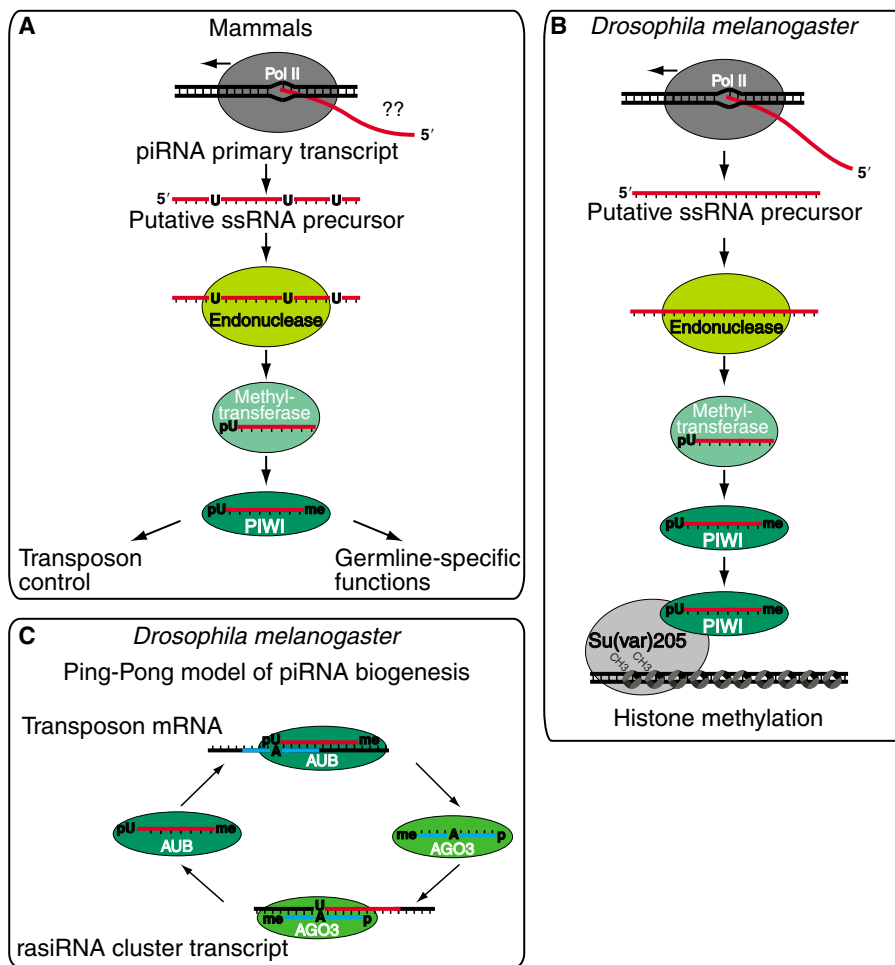 A
Mammals
Pol II
??
5′
piRNA primary transcript
5′ U U U
Putative ssRNA precursor
U U U
Endonuclease
Methyl-
transferase
pU
pU me
PIWI
Transposon
control
Germline-specific
functions
B
Drosophila melanogaster
Pol II
5′
5′
Putative ssRNA precursor
Endonuclease
Methyl-
transferase
pU
pU me
PIWI
pU me
PIWI
Su(var)205
CH3 CH3
Histone methylation
C
Drosophila melanogaster
Ping-Pong model of piRNA biogenesis
Transposon mRNA
pU me
A
AUB
me A p
AGO3
U
me A p
AGO3
rasiRNA cluster transcript
pU me
AUB